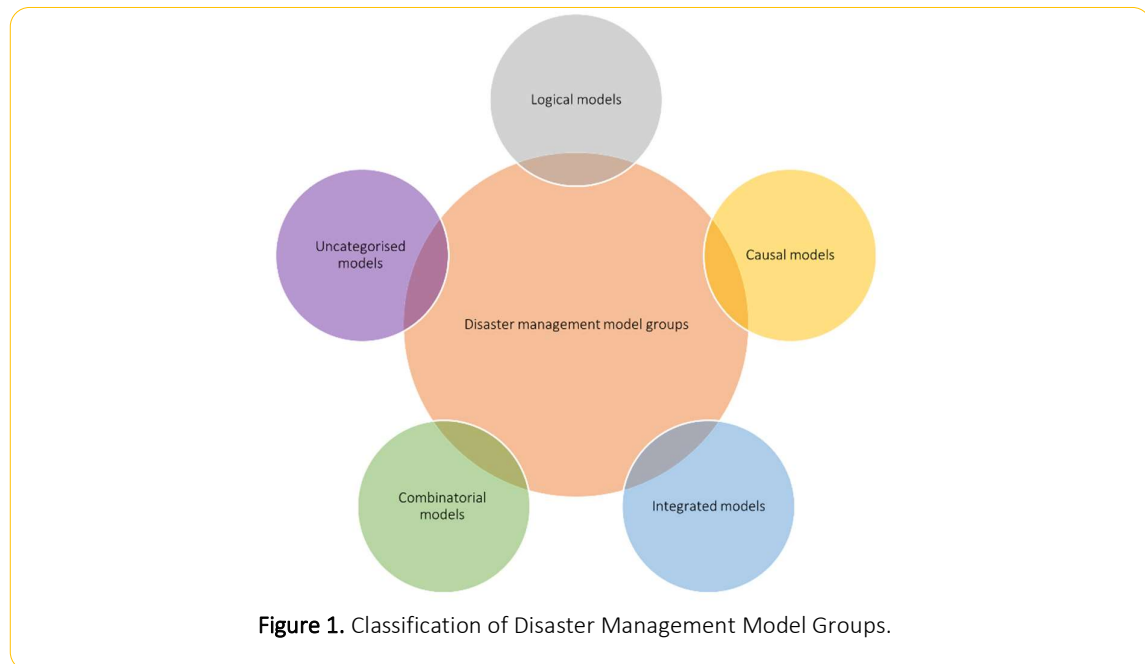 Logical models
Uncategorised
models
Causal models
Disaster management model groups
Combinatorial
models
Integrated models
Figure 1. Classification of Disaster Management Model Groups.